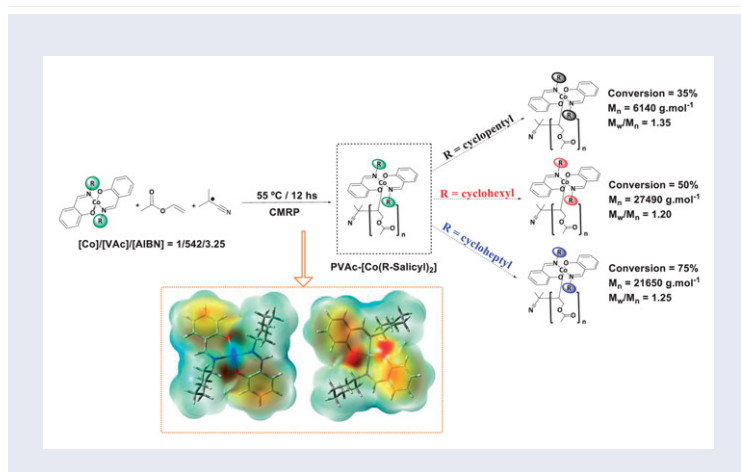 Conversion = 35%
Mn = 6140 g.mol-1
Mw/Mn = 1.35
R = cyclopentyl
55 ºC / 12 hs
CMRP
R = cyclohexyl
Conversion = 50%
Mn = 27490 g.mol-1
Mw/Mn = 1.20
[Co]/[VAc]/[AIBN] = 1/542/3.25
PVAc-[Co(R-Salicyl)2]
R = cycloheptyl
Conversion = 75%
Mn = 21650 g.mol-1
Mw/Mn = 1.25